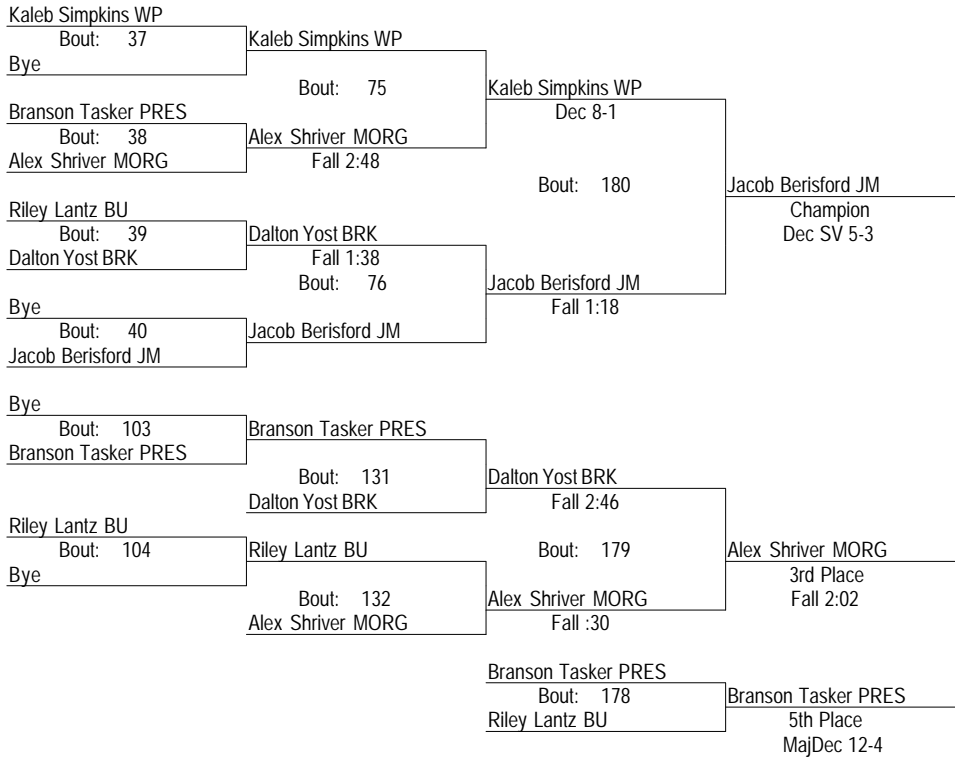 Kaleb Simpkins WP
Bout: 37
Bye
Kaleb Simpkins WP
Bout: 75
Branson Tasker PRES
Bout: 38
Alex Shriver MORG
Alex Shriver MORG
Fall 2:48
Kaleb Simpkins WP
Dec 8-1
Bout: 180
Riley Lantz BU
Bout: 39
Dalton Yost BRK
Dalton Yost BRK
Fall 1:38
Bout: 76
Bye
Bout: 40
Jacob Berisford JM
Jacob Berisford JM
Jacob Berisford JM
Fall 1:18
Jacob Berisford JM
Champion
Dec SV 5-3
Bye
Bout: 103
Branson Tasker PRES
Branson Tasker PRES
Bout: 131
Dalton Yost BRK
Dalton Yost BRK
Fall 2:46
Bout: 179
Riley Lantz BU
Bout: 104
Bye
Riley Lantz BU
Bout: 132
Alex Shriver MORG
Alex Shriver MORG
Fall :30
Alex Shriver MORG
3rd Place
Fall 2:02
Branson Tasker PRES
Bout: 178
Riley Lantz BU
Branson Tasker PRES
5th Place
MajDec 12-4